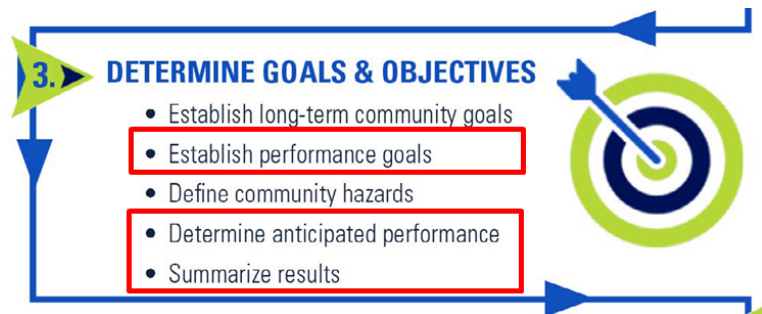 3.
DETERMINE GOALS & OBJECTIVES
• Establish long-term community goals
• Establish performance goals
• Define community hazards
• Determine anticipated performance
• Summarize results